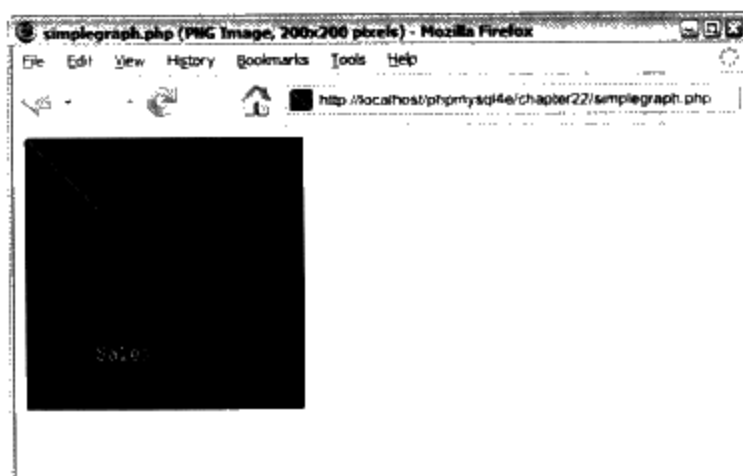 simplegraph.php (PNG Image, 200x200 pixels) - Mozilla Firefox
File Edit View History Bookmarks Tools Help
http://localhost/phpmysql4e/chapter22/simplegraph.php
Sales